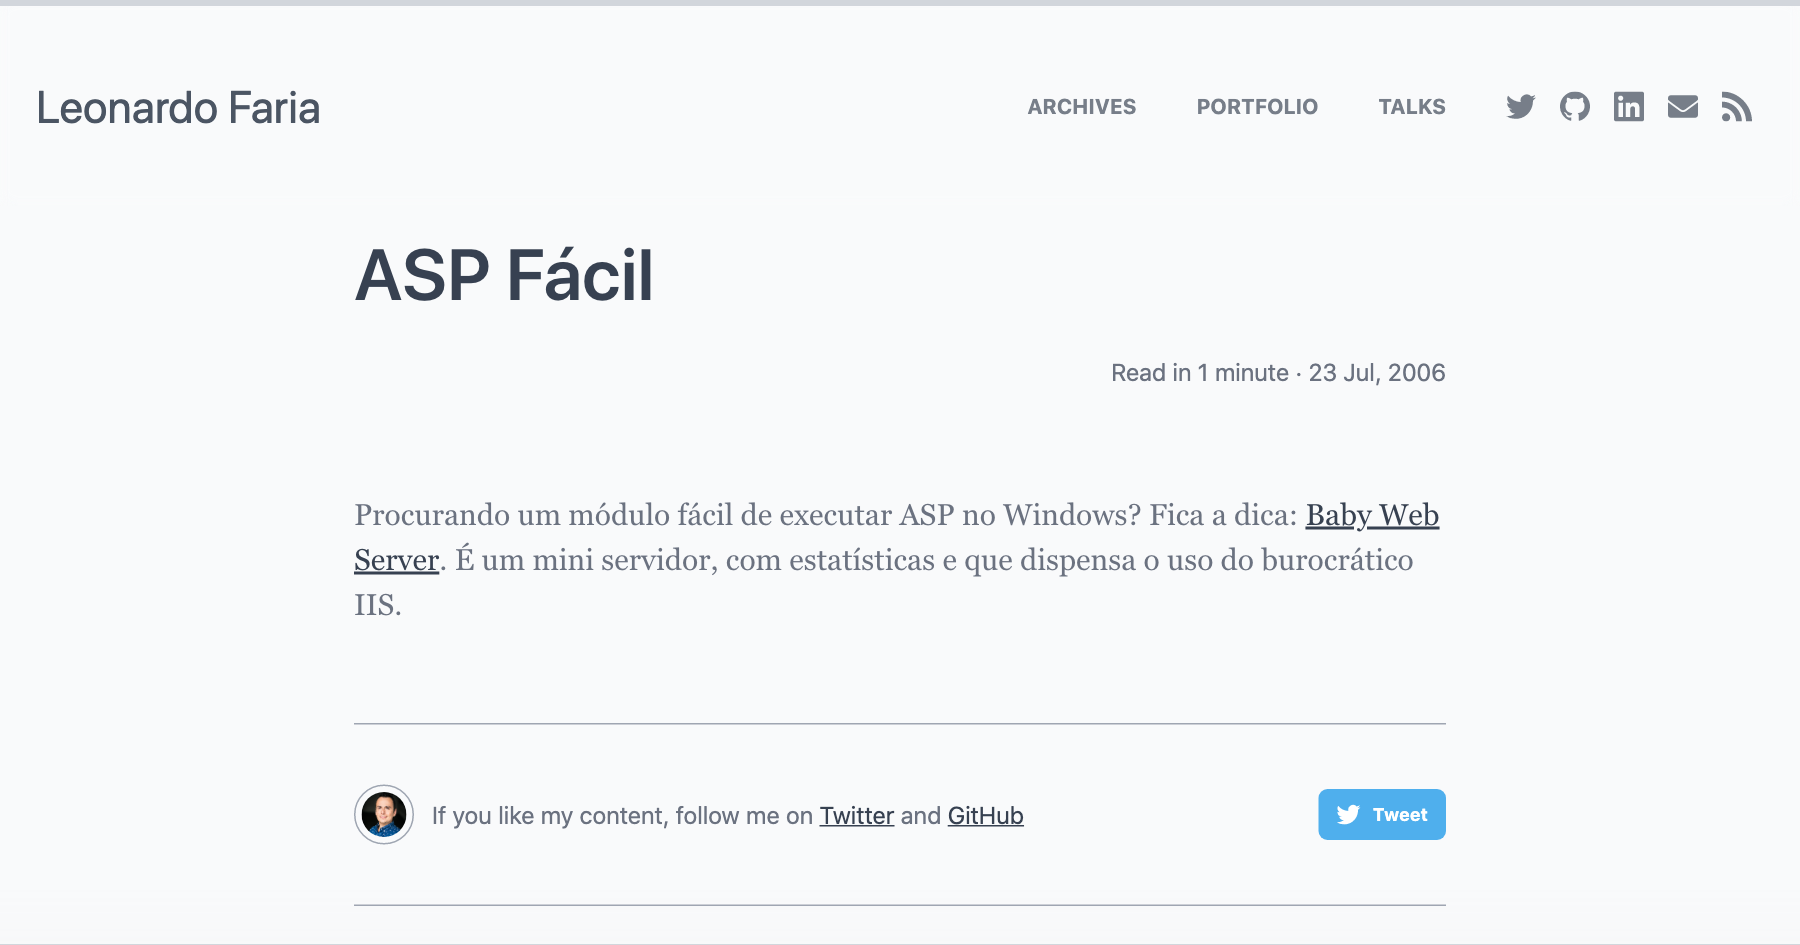 Leonardo Faria
ARCHIVES PORTFOLIO TALKS
ASP Fácil
Read in 1 minute · 23 Jul, 2006
Procurando um módulo fácil de executar ASP no Windows? Fica a dica: Baby Web
Server. É um mini servidor, com estatísticas e que dispensa o uso do burocrático
IIS.
If you like my content, follow me on Twitter and GitHub
Tweet